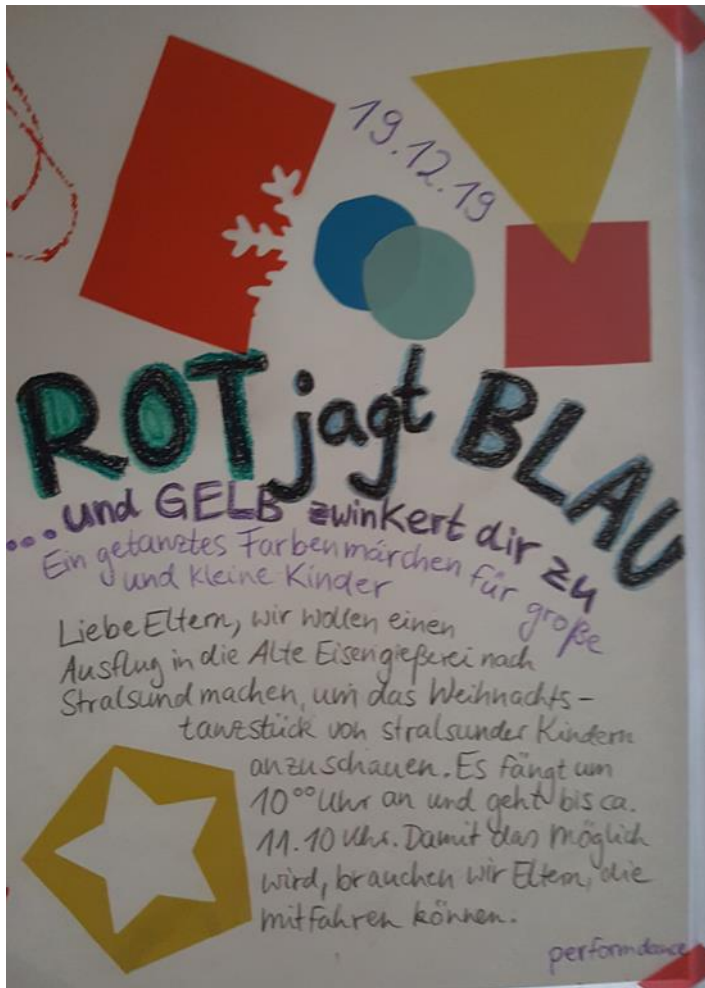 19.12.19
ROT jagt BLAU
...und GELB zwinkert dir zu
Ein getanztes Farbenmärchen für große
und kleine Kinder
Liebe Eltern, wir wollen einen
Ausflug in die Alte Eisengießerei nach
Stralsund machen, um das Weihnachts-
tanzstück von stralsunder Kindern
anzuschauen. Es fängt um
10⁰⁰ Uhr an und geht bis ca.
11.10 Uhr. Damit das möglich
wird, brauchen wir Eltern, die
mitfahren können.
performdance